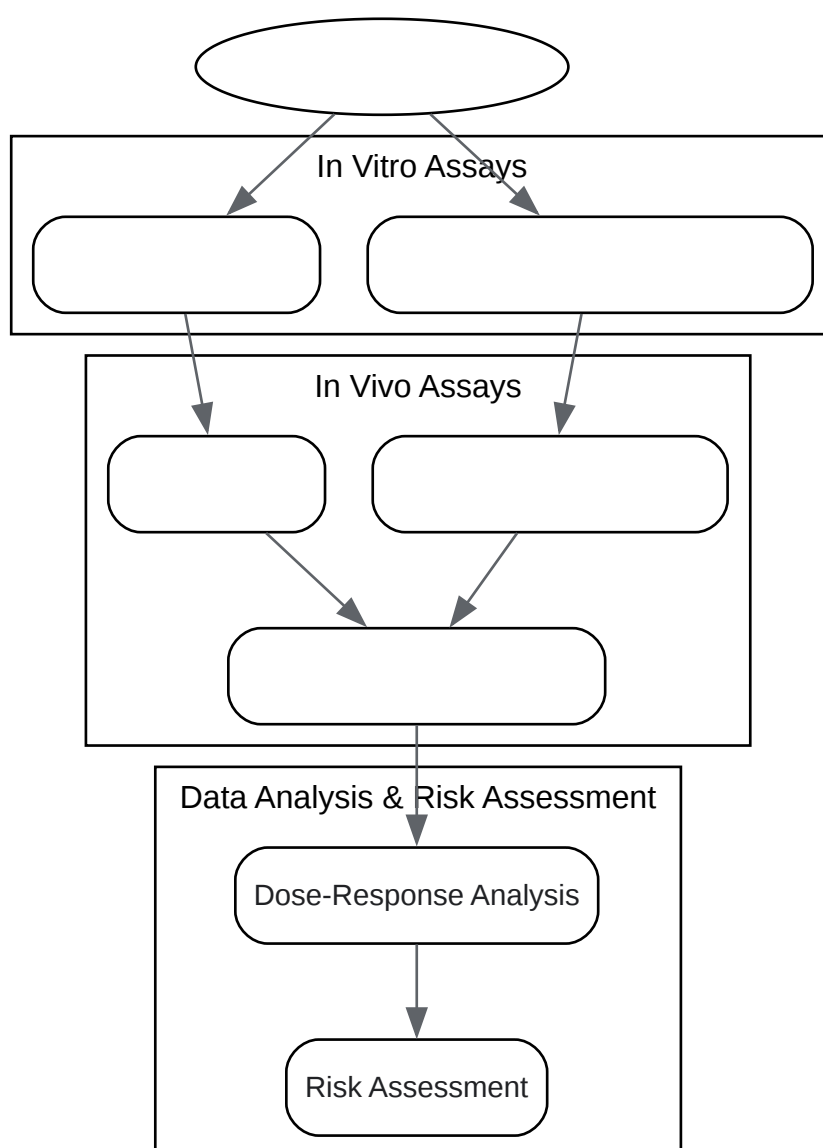 In Vitro Assays
In Vivo Assays
Data Analysis & Risk Assessment
Dose-Response Analysis
Risk Assessment